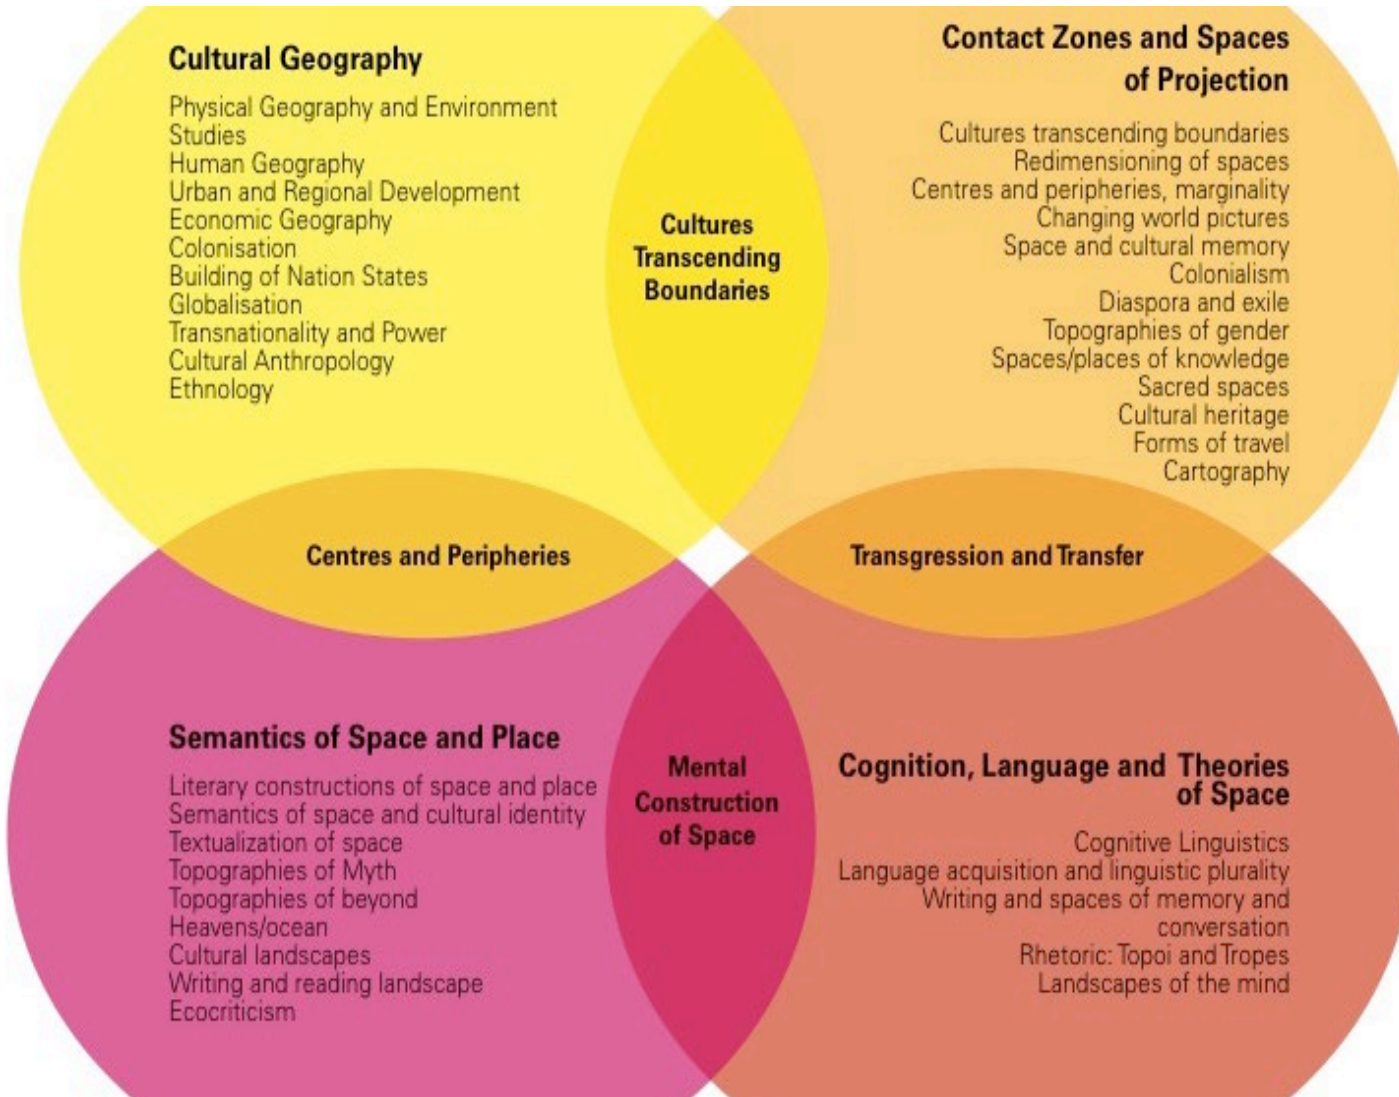 Cultural Geography
Physical Geography and Environment
Studies
Human Geography
Urban and Regional Development
Economic Geography
Colonisation
Building of Nation States
Globalisation
Transnationality and Power
Cultural Anthropology
Ethnology
Cultures
Transcending
Boundaries
Contact Zones and Spaces
of Projection
Cultures transcending boundaries
Redimensioning of spaces
Centres and peripheries, marginality
Changing world pictures
Space and cultural memory
Colonialism
Diaspora and exile
Topographies of gender
Spaces/places of knowledge
Sacred spaces
Cultural heritage
Forms of travel
Cartography
Centres and Peripheries
Transgression and Transfer
Semantics of Space and Place
Literary constructions of space and place
Semantics of space and cultural identity
Textualization of space
Topographies of Myth
Topographies of beyond
Heavens/ocean
Cultural landscapes
Writing and reading landscape
Ecocriticism
Mental
Construction
of Space
Cognition, Language and Theories
of Space
Cognitive Linguistics
Language acquisition and linguistic plurality
Writing and spaces of memory and
conversation
Rhetoric: Topoi and Tropes
Landscapes of the mind